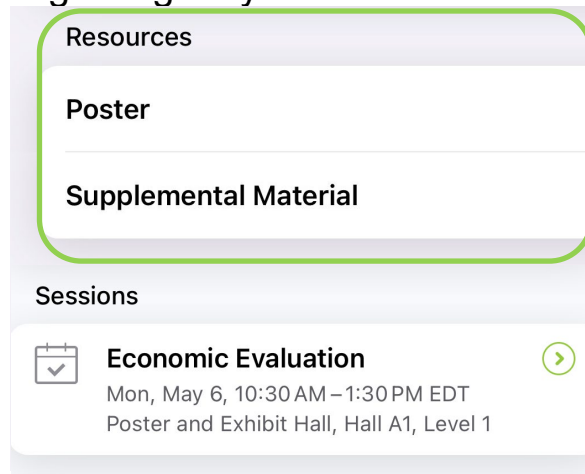 Resources
Poster
Supplemental Material
Sessions
Economic Evaluation
Mon, May 6, 10:30 AM – 1:30 PM EDT
Poster and Exhibit Hall, Hall A1, Level 1